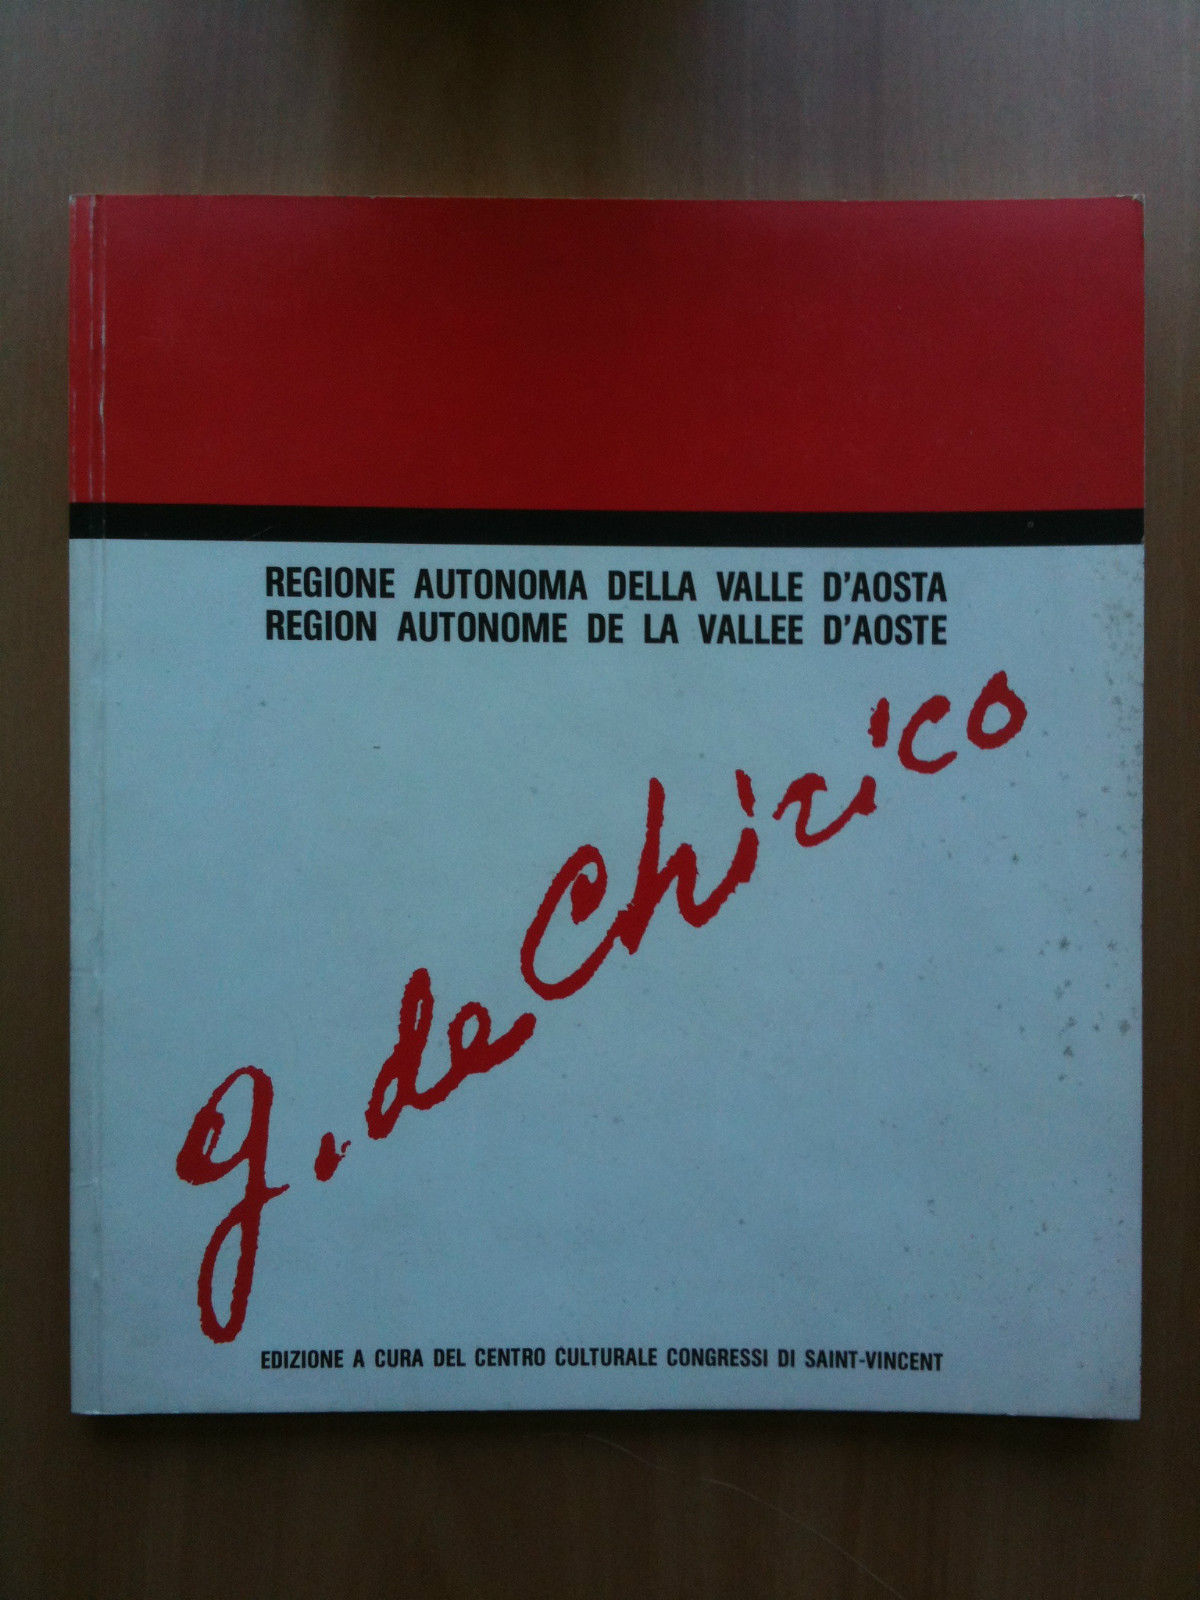 REGIONE AUTONOMA DELLA VALLE D'AOSTA
REGION AUTONOME DE LA VALLEE D'AOSTE
g. de Chirico
EDIZIONE A CURA DEL CENTRO CULTURALE CONGRESSI DI SAINT-VINCENT